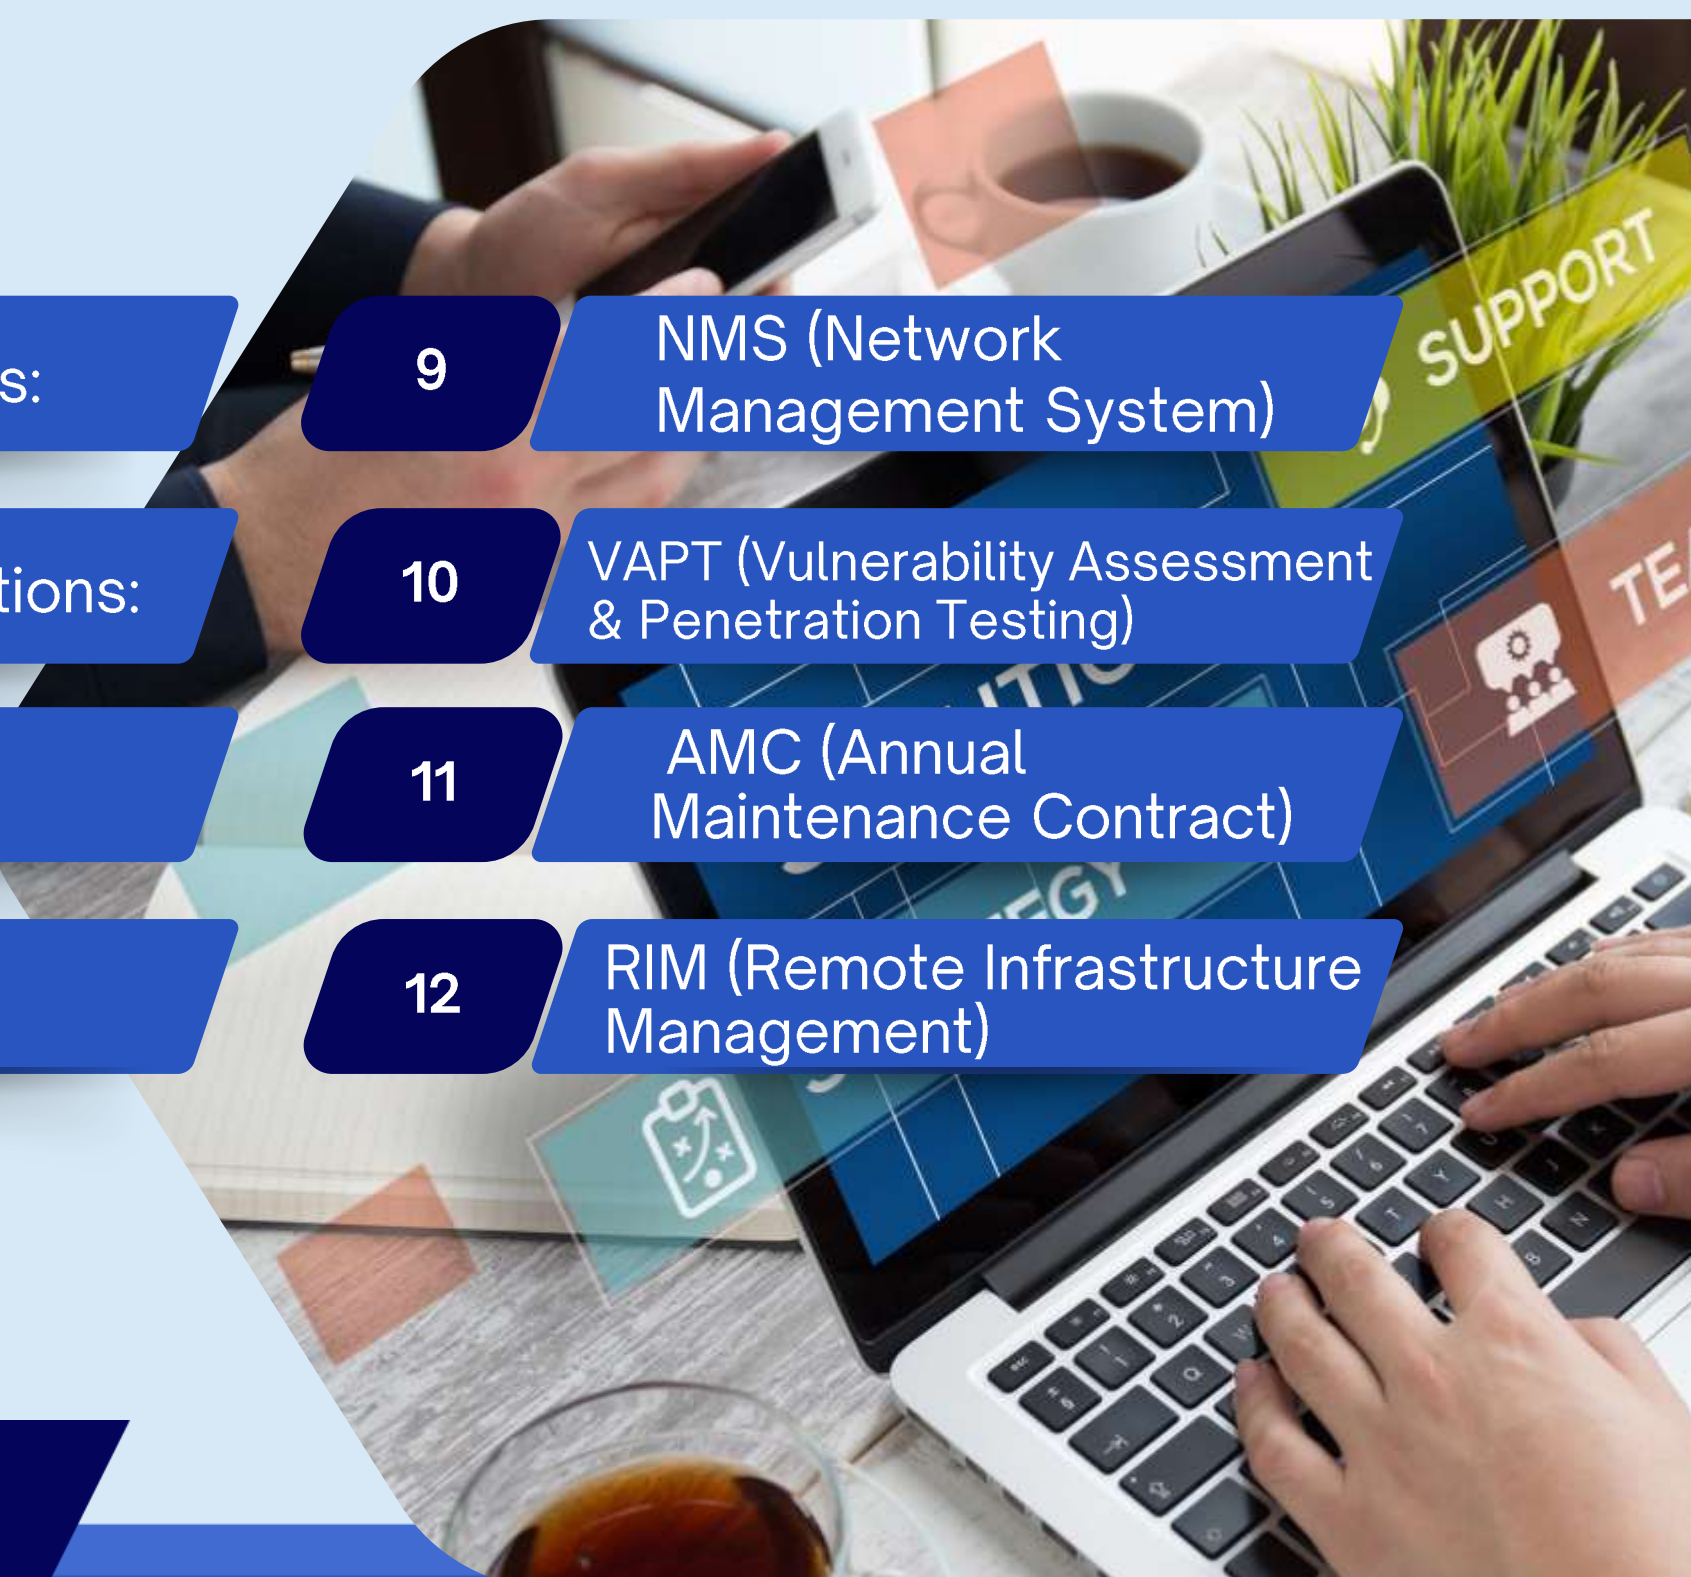 s:
tions:
9
NMS (Network
Management System)
10
VAPT (Vulnerability Assessment
& Penetration Testing)
11
AMC (Annual
Maintenance Contract)
12
RIM (Remote Infrastructure
Management)
SUPPORT